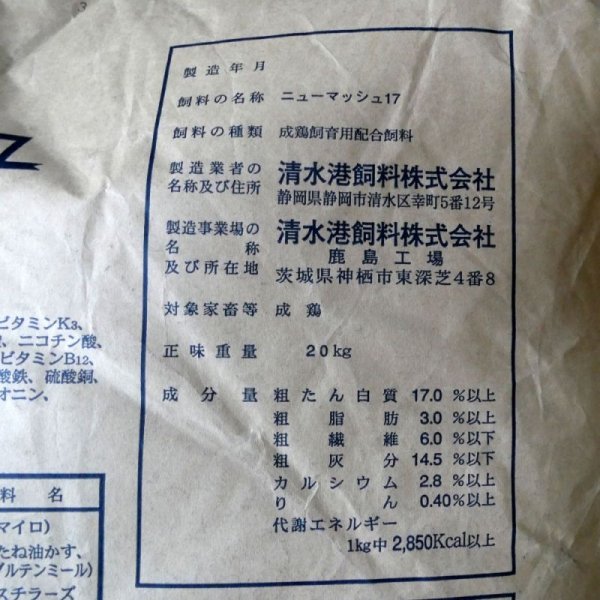 製造年月
飼料の名称 ニューマッシュ17
飼料の種類 成鶏飼育用配合飼料
製造業者の
名称及び住所
清水港飼料株式会社
静岡県静岡市清水区幸町5番12号
製造事業場の
名称
及び所在地
清水港飼料株式会社
鹿島工場
茨城県神栖市東深芝4番8
対象家畜等 成鶏
正味重量 20kg
成分量 粗たん白質 17.0 %以上
粗脂肪 3.0 %以上
粗繊維 6.0 %以下
粗灰分 14.5 %以下
カルシウム 2.8 %以上
りん 0.40%以上
代謝エネルギー
1kg中 2,850Kcal以上
ビタミンK3、
ニコチン酸、
ビタミンB12、
酸鉄、硫酸銅、
オニン、
料名
マイロ)
たね油かす、
グルテンミール)
スチラーズ